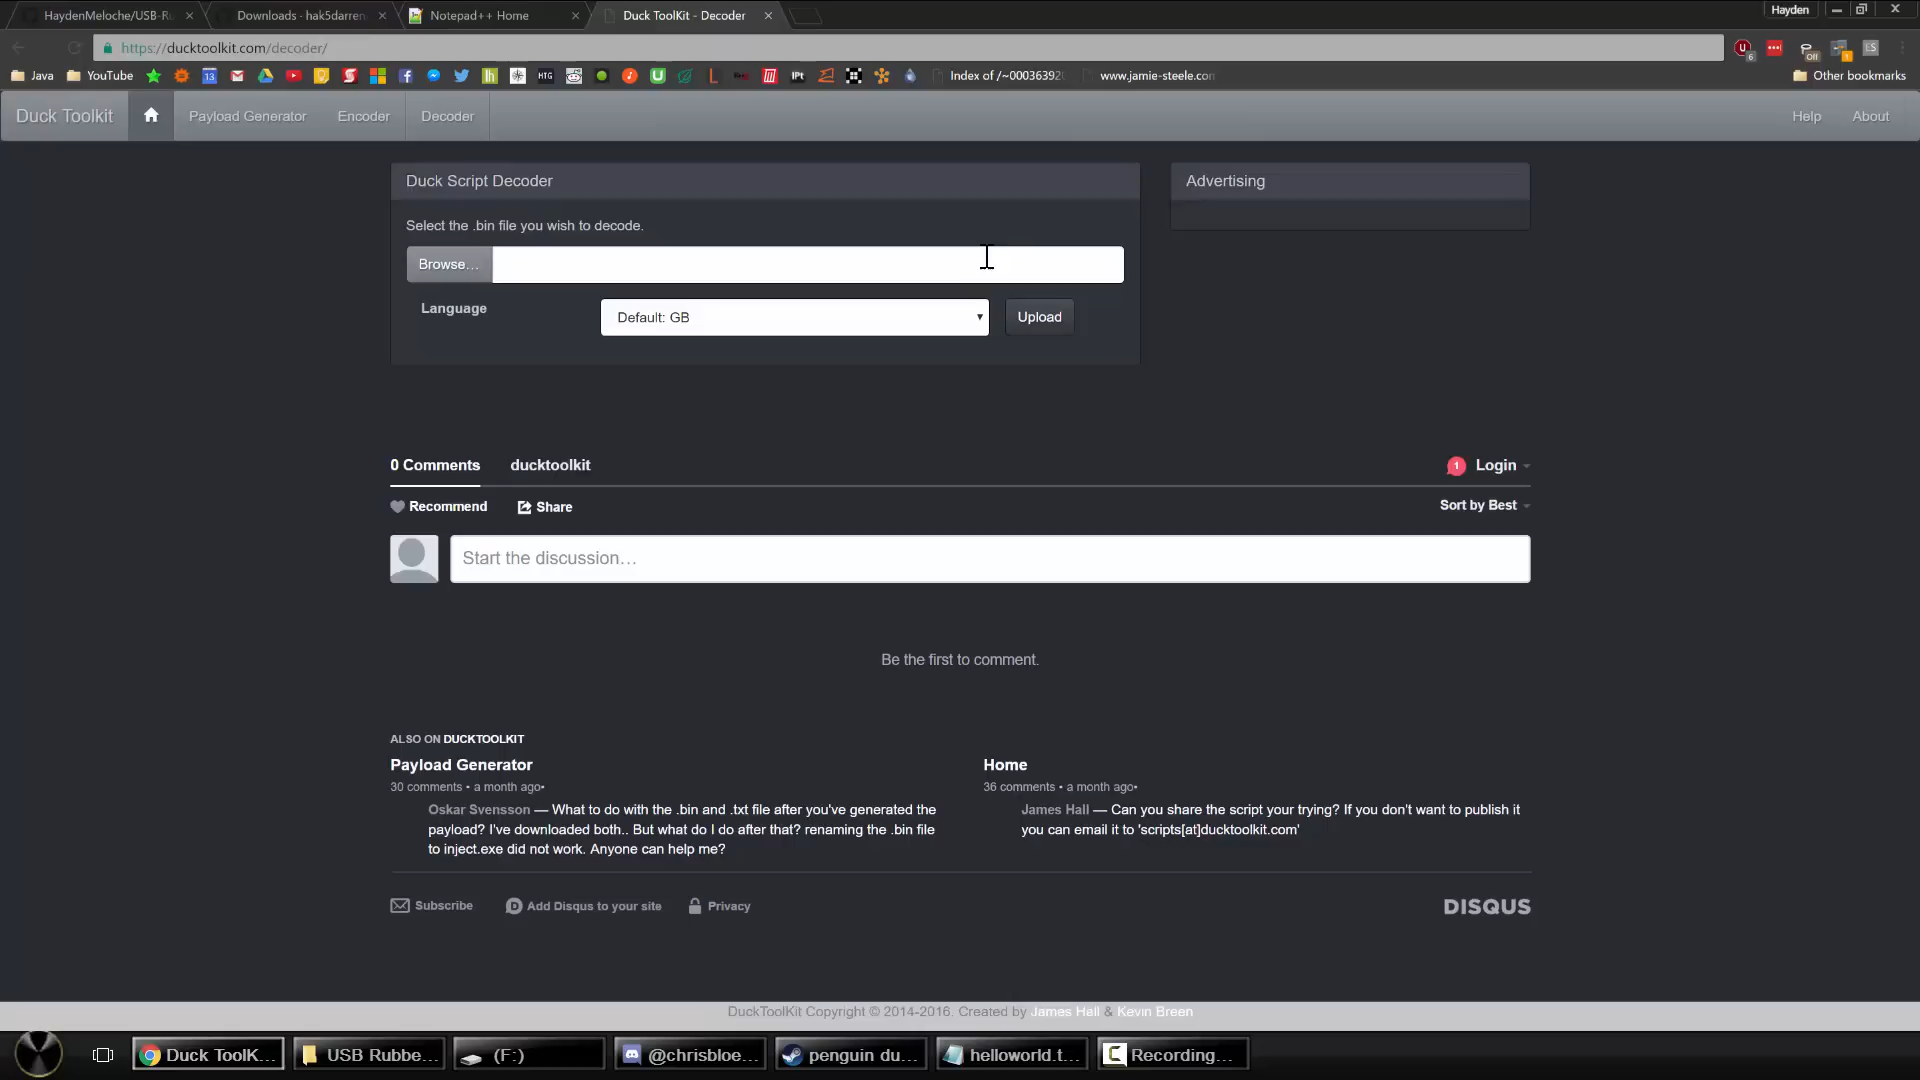 HaydenMeloche/USB-Ru
Downloads · hak5darren
Notepad++ Home
Duck ToolKit - Decoder
Hayden
https://ducktoolkit.com/decoder/
Java
YouTube
Index of /~00036392
www.jamie-steele.com
Other bookmarks
Duck Toolkit
Payload Generator
Encoder
Decoder
Help
About
Duck Script Decoder
Advertising
Select the .bin file you wish to decode.
Browse…
Language
Default: GB
Upload
0 Comments
ducktoolkit
1
Login
Recommend
Share
Sort by Best
Start the discussion…
Be the first to comment.
ALSO ON DUCKTOOLKIT
Payload Generator
30 comments • a month ago•
Oskar Svensson — What to do with the .bin and .txt file after you've generated the
payload? I've downloaded both.. But what do I do after that? renaming the .bin file
to inject.exe did not work. Anyone can help me?
Home
36 comments • a month ago•
James Hall — Can you share the script your trying? If you don't want to publish it
you can email it to 'scripts[at]ducktoolkit.com'
Subscribe
Add Disqus to your site
Privacy
DISQUS
DuckToolKit Copyright © 2014-2016. Created by James Hall & Kevin Breen
Duck ToolK...
USB Rubbe...
(F:)
@chrisbloe...
penguin du...
helloworld.t...
Recording...